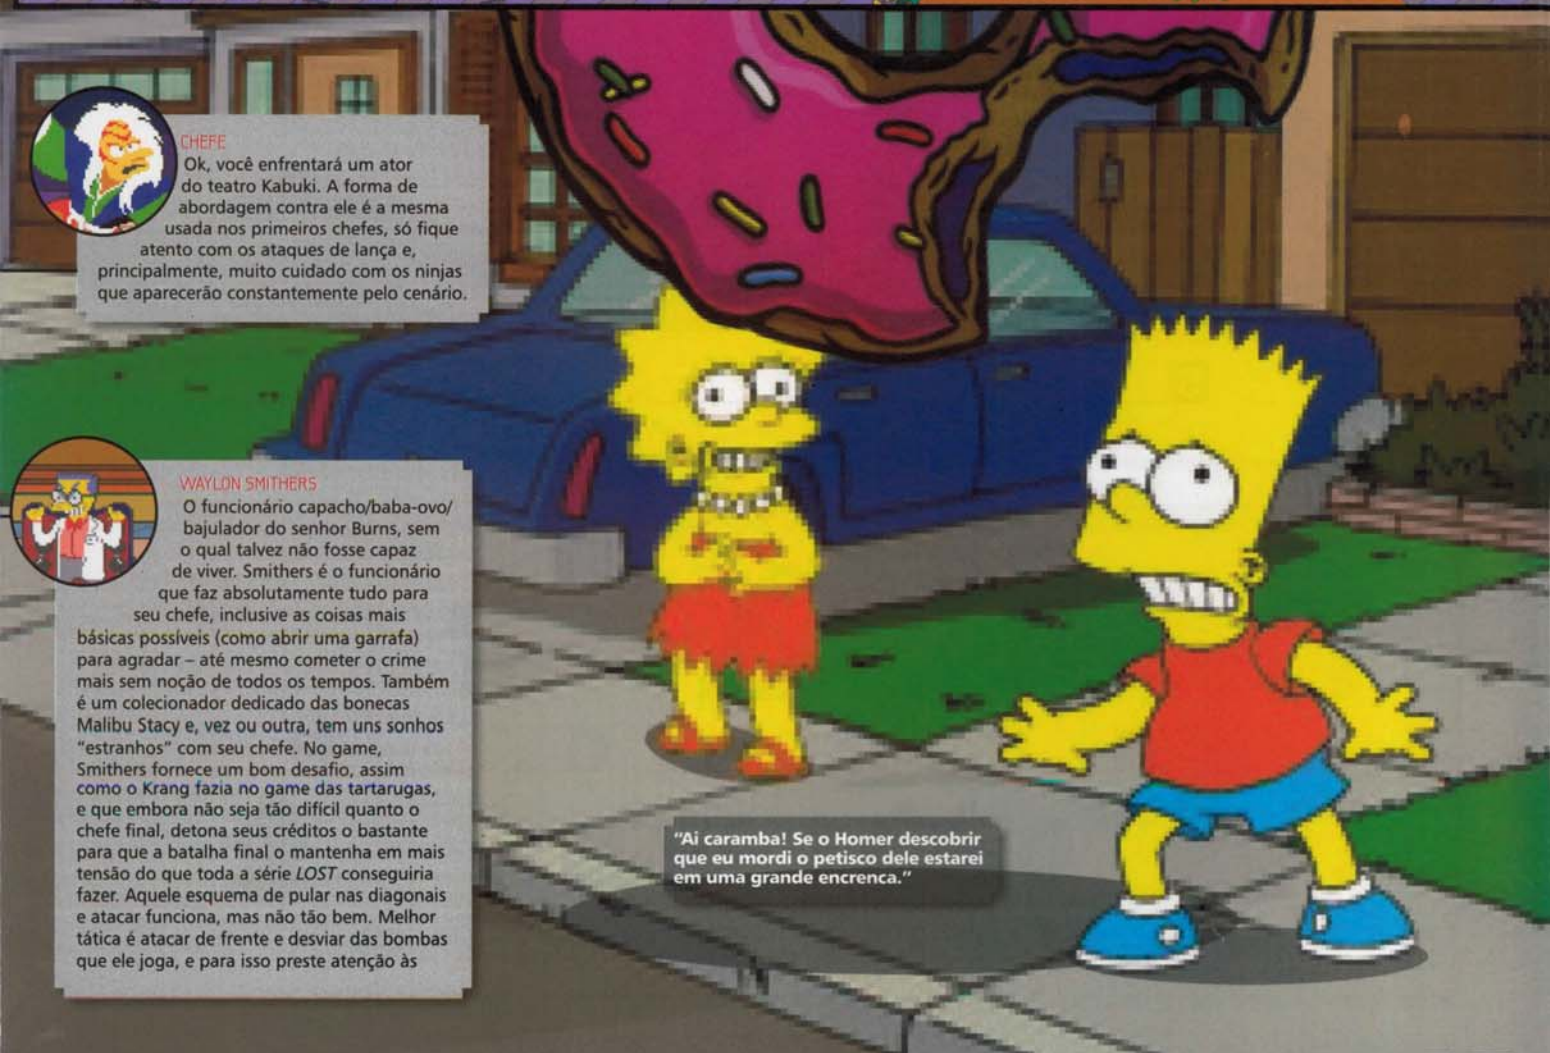 CHEFE
Ok, você enfrentará um ator
do teatro Kabuki. A forma de
abordagem contra ele é a mesma
usada nos primeiros chefes, só fique
atento com os ataques de lança e,
principalmente, muito cuidado com os ninjas
que aparecerão constantemente pelo cenário.
WAYLON SMITHERS
O funcionário capacho/baba-ovo/
bajulador do senhor Burns, sem
o qual talvez não fosse capaz
de viver. Smithers é o funcionário
que faz absolutamente tudo para
seu chefe, inclusive as coisas mais
básicas possíveis (como abrir uma garrafa)
para agradar – até mesmo cometer o crime
mais sem noção de todos os tempos. Também
é um colecionador dedicado das bonecas
Malibu Stacy e, vez ou outra, tem uns sonhos
"estranhos" com seu chefe. No game,
Smithers fornece um bom desafio, assim
como o Krang fazia no game das tartarugas,
e que embora não seja tão difícil quanto o
chefe final, detona seus créditos o bastante
para que a batalha final o mantenha em mais
tensão do que toda a série LOST conseguiria
fazer. Aquele esquema de pular nas diagonais
e atacar funciona, mas não tão bem. Melhor
tática é atacar de frente e desviar das bombas
que ele joga, e para isso preste atenção às
"Ai caramba! Se o Homer descobrir
que eu mordi o petisco dele estarei
em uma grande encrenca."